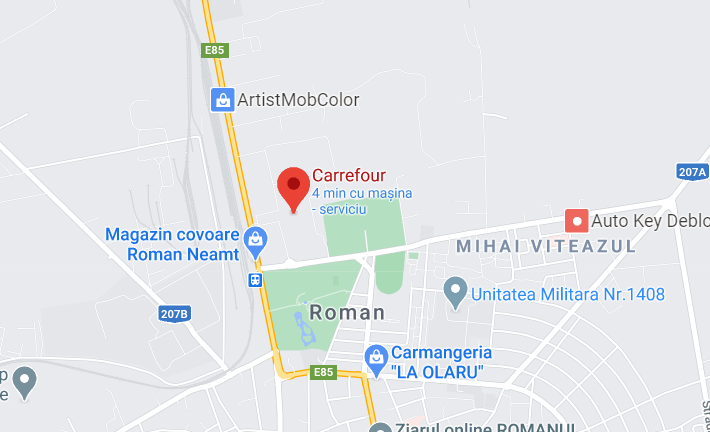 E85
ArtistMobColor
Carrefour
4 min cu mașina
- serviciu
207A
Auto Key Deblo
Magazin covoare
Roman Neamt
MIHAI VITEAZUL
Unitatea Militara Nr.1408
207B
Roman
Carmangeria
"LA OLARU"
E85
p
e
Ziarul online ROMANUL